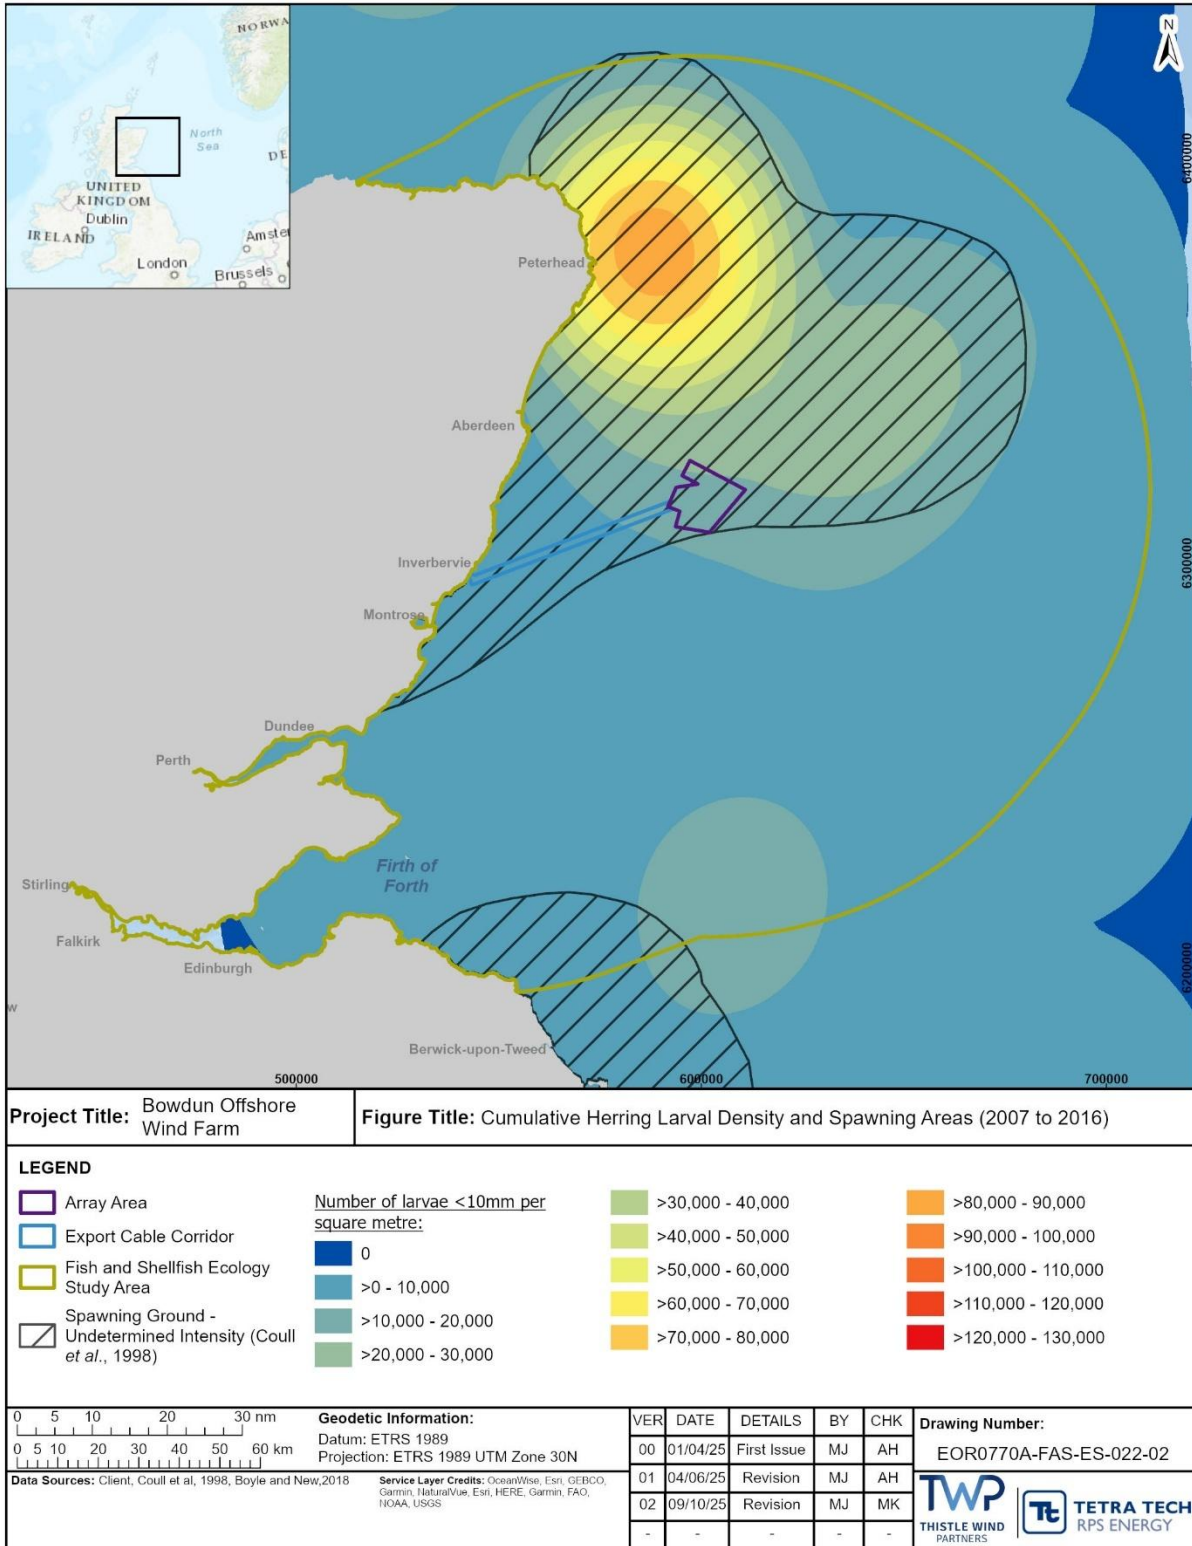 NORWA
North
Sea
DE
UNITED
KINGDOM
Dublin
IRELAND
Amster
London
Brussels
N
6400000
Peterhead
Aberdeen
Inverbervie
6300000
Montrose
Dundee
Perth
Firth of
Forth
Stirling
Falkirk
Edinburgh
6200000
w
Berwick-upon-Tweed
500000
600000
700000
Project Title: Bowdun Offshore
Wind Farm
Figure Title: Cumulative Herring Larval Density and Spawning Areas (2007 to 2016)
LEGEND
Array Area
Export Cable Corridor
Fish and Shellfish Ecology
Study Area
Spawning Ground -
Undetermined Intensity (Coull
et al., 1998)
Number of larvae <10mm per
square metre:
0
>0 - 10,000
>10,000 - 20,000
>20,000 - 30,000
>30,000 - 40,000
>40,000 - 50,000
>50,000 - 60,000
>60,000 - 70,000
>70,000 - 80,000
>80,000 - 90,000
>90,000 - 100,000
>100,000 - 110,000
>110,000 - 120,000
>120,000 - 130,000
0 5 10 20 30 nm
0 5 10 20 30 40 50 60 km
Geodetic Information:
Datum: ETRS 1989
Projection: ETRS 1989 UTM Zone 30N
Data Sources: Client, Coull et al, 1998, Boyle and New,2018
Service Layer Credits: OceanWise, Esri, GEBCO,
Garmin, NaturalVue, Esri, HERE, Garmin, FAO,
NOAA, USGS
VER DATE DETAILS BY CHK
00 01/04/25 First Issue MJ AH
01 04/06/25 Revision MJ AH
02 09/10/25 Revision MJ MK
- - - - -
Drawing Number:
EOR0770A-FAS-ES-022-02
TWP
THISTLE WIND
PARTNERS
Tt
TETRA TECH
RPS ENERGY